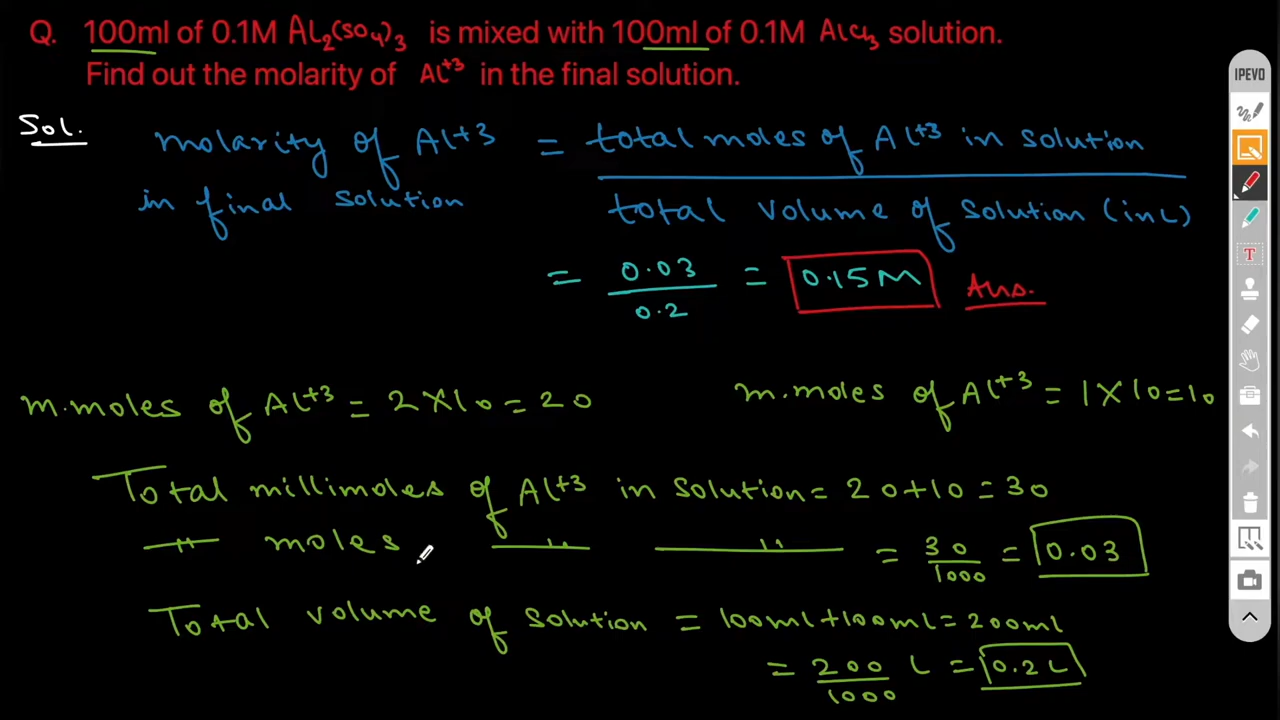 Q. 100ml of 0.1M Al₂(SO₄)₃ is mixed with 100ml of 0.1M AlCl₃ solution.
Find out the molarity of Al⁺³ in the final solution.
IPEVO
Sol.
molarity of Al+3 = total moles of Al⁺³ in solution
in final solution total volume of solution (in L)
= 0.03 / 0.2 = 0.15M Ans.
m.moles of Al⁺³ = 2×10 = 20
m.moles of Al⁺³ = 1×10=10
Total millimoles of Al⁺³ in solution = 20+10=30
—"— moles —"— —"— = 30/1000 = 0.03
Total volume of solution = 100ml+100ml=200ml
= 200/1000 L = 0.2L
T